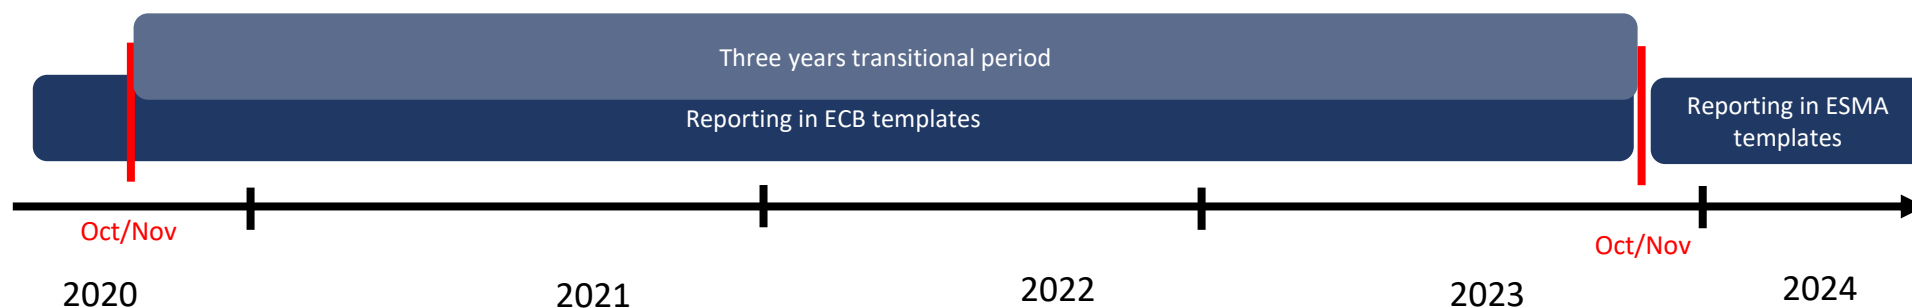 Three years transitional period
Reporting in ECB templates
Reporting in ESMA
templates
Oct/Nov
Oct/Nov
2020
2021
2022
2023
2024